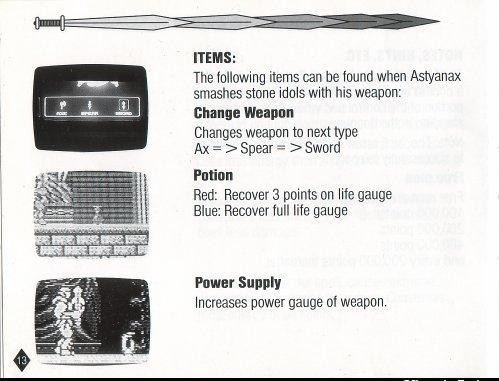 ITEMS:
The following items can be found when Astyanax
smashes stone idols with his weapon:
Change Weapon
Changes weapon to next type
Ax = > Spear = > Sword
Potion
Red: Recover 3 points on life gauge
Blue: Recover full life gauge
Power Supply
Increases power gauge of weapon.
13